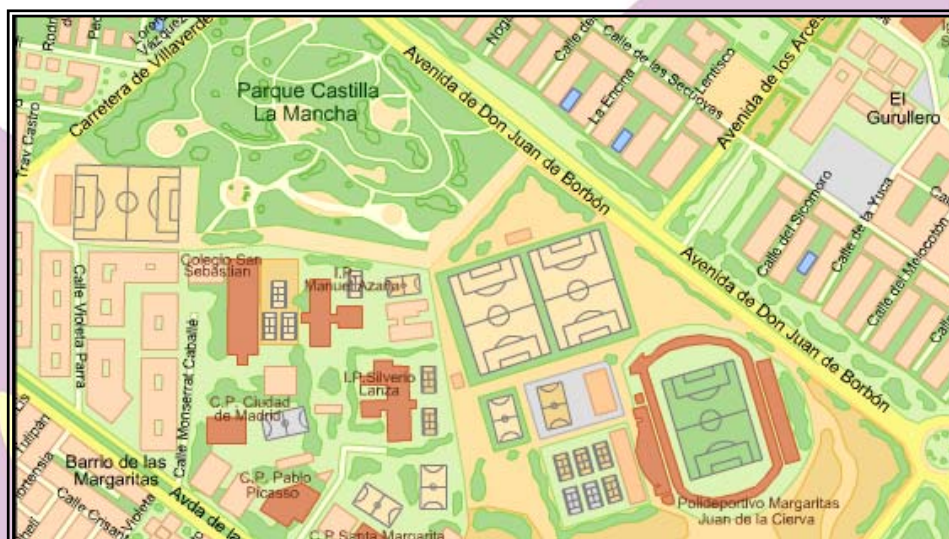 Carretera de Villaverde
Parque Castilla
La Mancha
Avenida de Don Juan de Borbón
Calle de las Secuoyas
La Encina
Lentisco
Avenida de los Arces
El
Gurullero
Trav Castro
Calle del Sicomoro
Calle de la Yuca
Calle del Melocotón
Avenida de Don Juan de Borbón
Colegio San
Sebastian
I.P.
Manuel Azaña
Calle Violeta Parra
Calle Monserrat Caballé
I.P. Silverio
Lanza
C.P. Ciudad
de Madrid
Barrio de las
Margaritas
C.P. Pablo
Picasso
Polideportivo Margaritas
Juan de la Cierva
Tulipán
Violeta
Avda de la
C.P. Santa Margarita